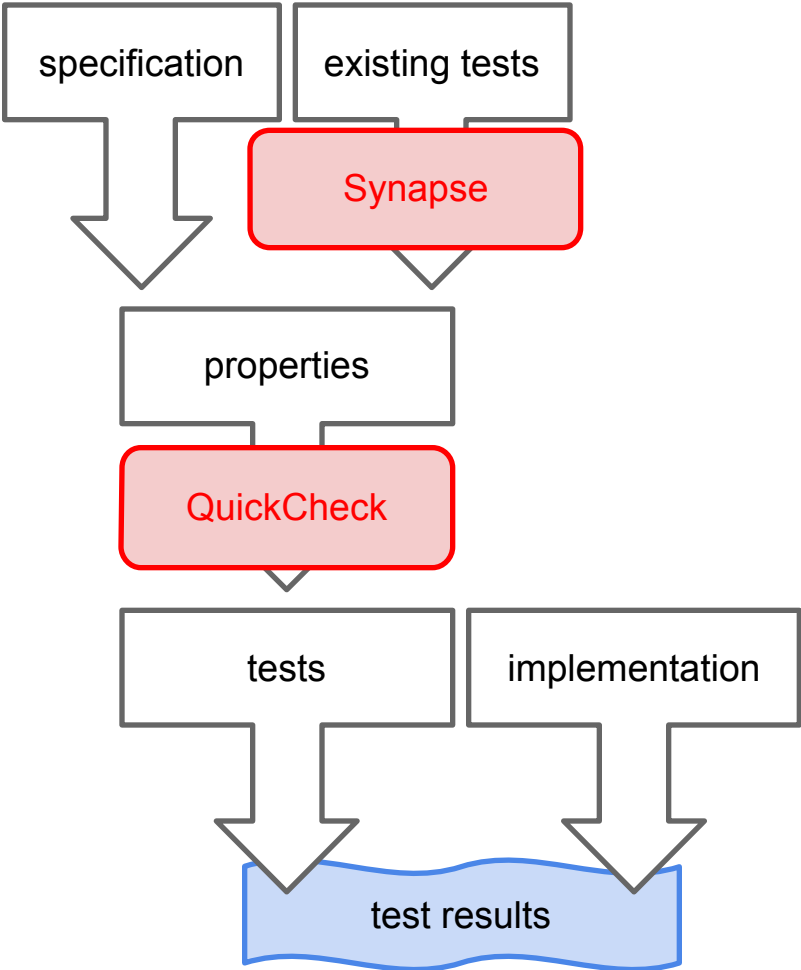 specification
existing tests
Synapse
properties
QuickCheck
tests
implementation
test results